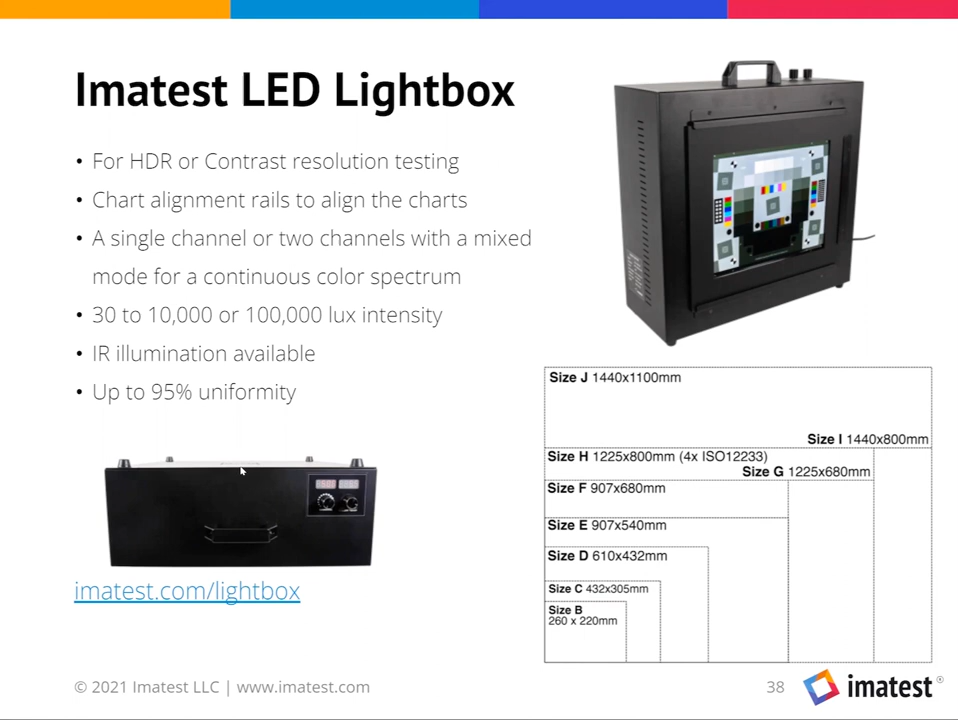 Imatest LED Lightbox
• For HDR or Contrast resolution testing
• Chart alignment rails to align the charts
• A single channel or two channels with a mixed
mode for a continuous color spectrum
• 30 to 10,000 or 100,000 lux intensity
• IR illumination available
• Up to 95% uniformity
imatest.com/lightbox
Size J 1440x1100mm
Size I 1440x800mm
Size H 1225x800mm (4x ISO12233)
Size G 1225x680mm
Size F 907x680mm
Size E 907x540mm
Size D 610x432mm
Size C 432x305mm
Size B
260 x 220mm
© 2021 Imatest LLC | www.imatest.com
38
imatest®